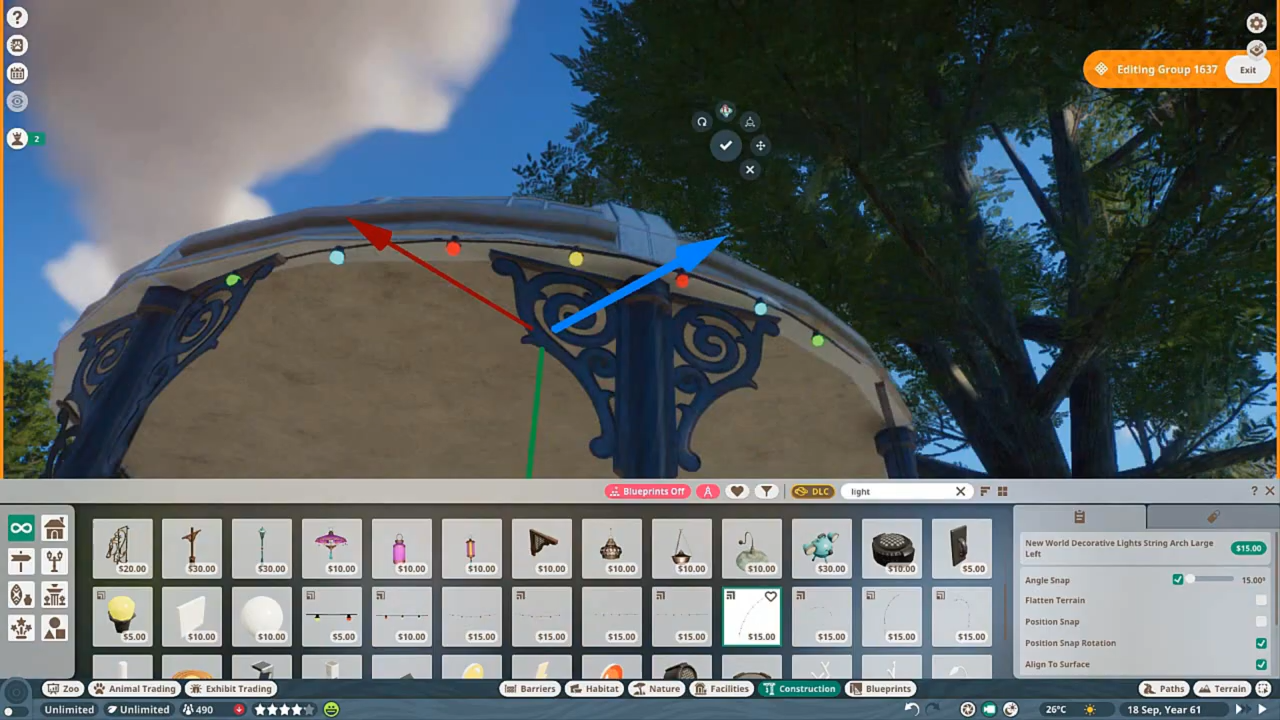 ?
Editing Group 1637
Exit
2
Blueprints Off
DLC
light
?
$20.00
$30.00
$30.00
$10.00
$10.00
$10.00
$10.00
$10.00
$10.00
$10.00
$30.00
$10.00
$5.00
$5.00
$10.00
$10.00
$5.00
$10.00
$15.00
$15.00
$15.00
$15.00
$15.00
$15.00
$15.00
$15.00
New World Decorative Lights String Arch Large
Left
$15.00
Angle Snap
15.00°
Flatten Terrain
Position Snap
Position Snap Rotation
Align To Surface
Zoo
Animal Trading
Exhibit Trading
Barriers
Habitat
Nature
Facilities
Construction
Blueprints
Paths
Terrain
Unlimited
Unlimited
490
26°C
18 Sep, Year 61